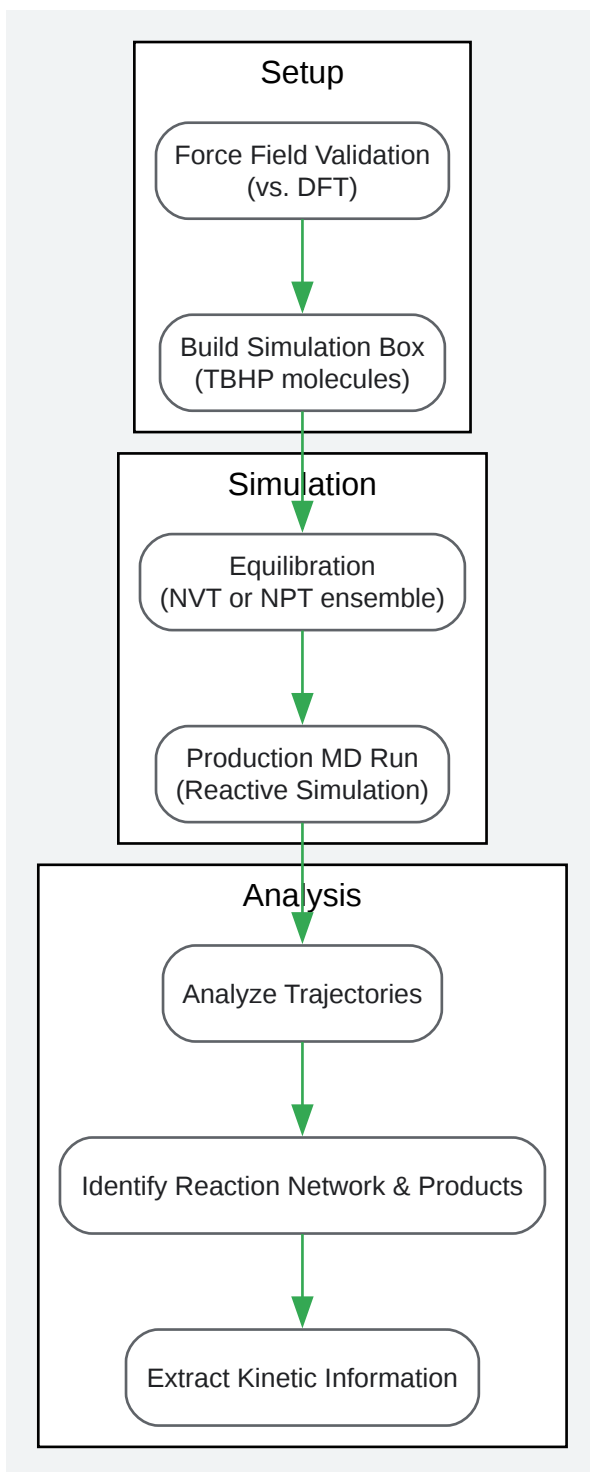 Setup
Force Field Validation
(vs. DFT)
Build Simulation Box
(TBHP molecules)
Simulation
Equilibration
(NVT or NPT ensemble)
Production MD Run
(Reactive Simulation)
Analysis
Analyze Trajectories
Identify Reaction Network & Products
Extract Kinetic Information